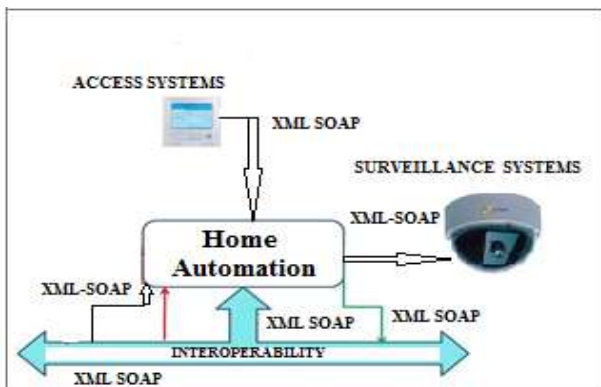 ACCESS SYSTEMS
XML SOAP
SURVEILLANCE SYSTEMS
XML-SOAP
Home
Automation
XML-SOAP
XML SOAP
XML SOAP
INTEROPERABILITY
XML SOAP